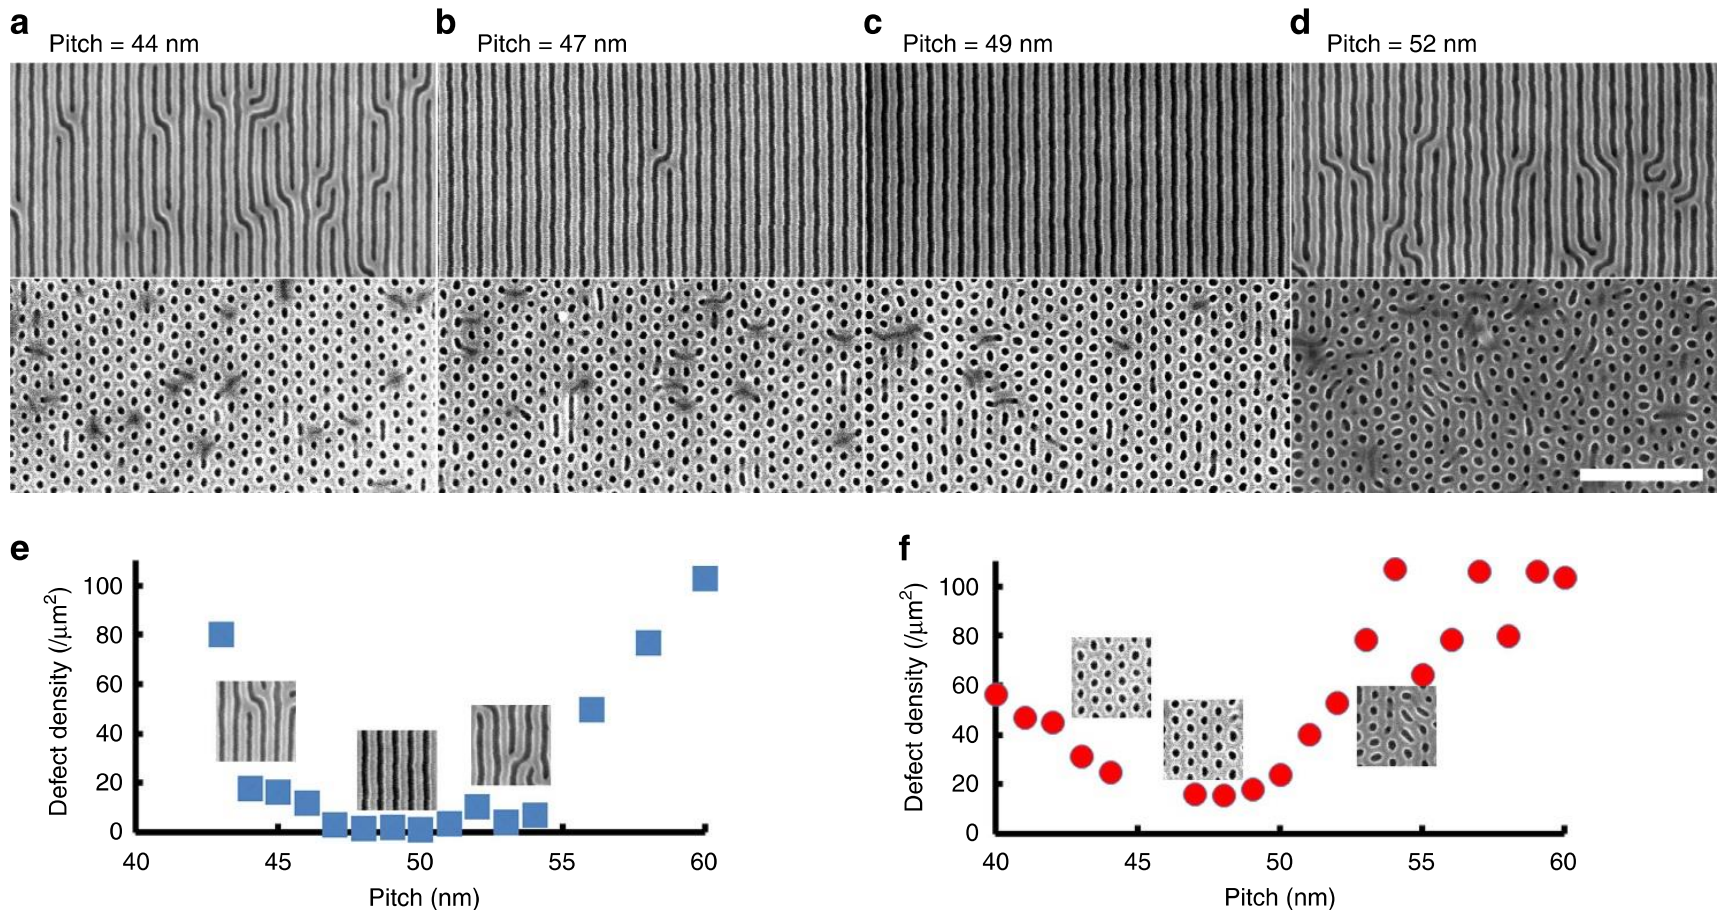 a
Pitch = 44 nm
b
Pitch = 47 nm
c
Pitch = 49 nm
d
Pitch = 52 nm
e
Defect density (/μm²)
100
80
60
40
20
0
40
45
50
55
60
Pitch (nm)
f
Defect density (/μm²)
100
80
60
40
20
0
40
45
50
55
60
Pitch (nm)